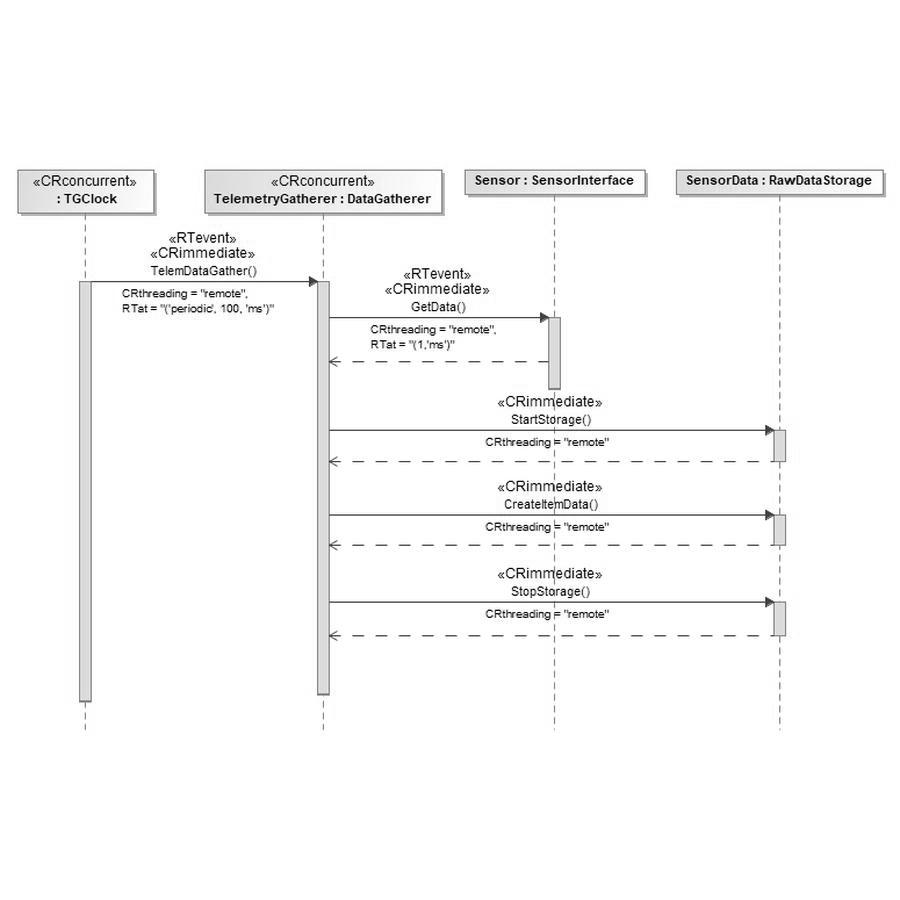 «CRconcurrent»
: TGClock
«CRconcurrent»
TelemetryGatherer : DataGatherer
Sensor : SensorInterface
SensorData : RawDataStorage
«RTevent»
«CRimmediate»
TelemDataGather()
CRthreading = "remote",
RTat = "('periodic', 100, 'ms')"
«RTevent»
«CRimmediate»
GetData()
CRthreading = "remote",
RTat = "(1,'ms')"
«CRimmediate»
StartStorage()
CRthreading = "remote"
«CRimmediate»
CreateItemData()
CRthreading = "remote"
«CRimmediate»
StopStorage()
CRthreading = "remote"